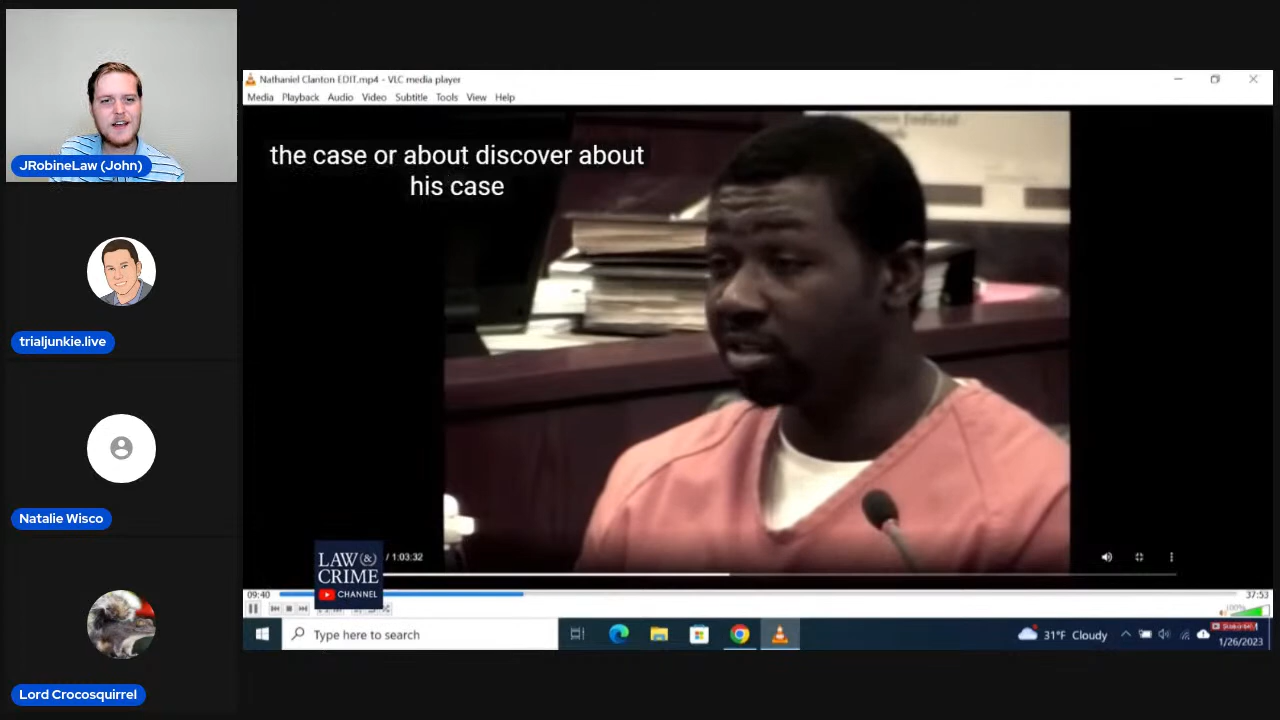 JRobineLaw (John)
trialjunkie.live
Natalie Wisco
Lord Crocosquirrel
Nathaniel Clanton EDIT.mp4 - VLC media player
Media Playback Audio Video Subtitle Tools View Help
the case or about discover about
his case
Judicial
/ 1:03:32
LAW (&)
CRIME
CHANNEL
09:40
37:53
100%
Type here to search
31°F Cloudy
1/26/2023